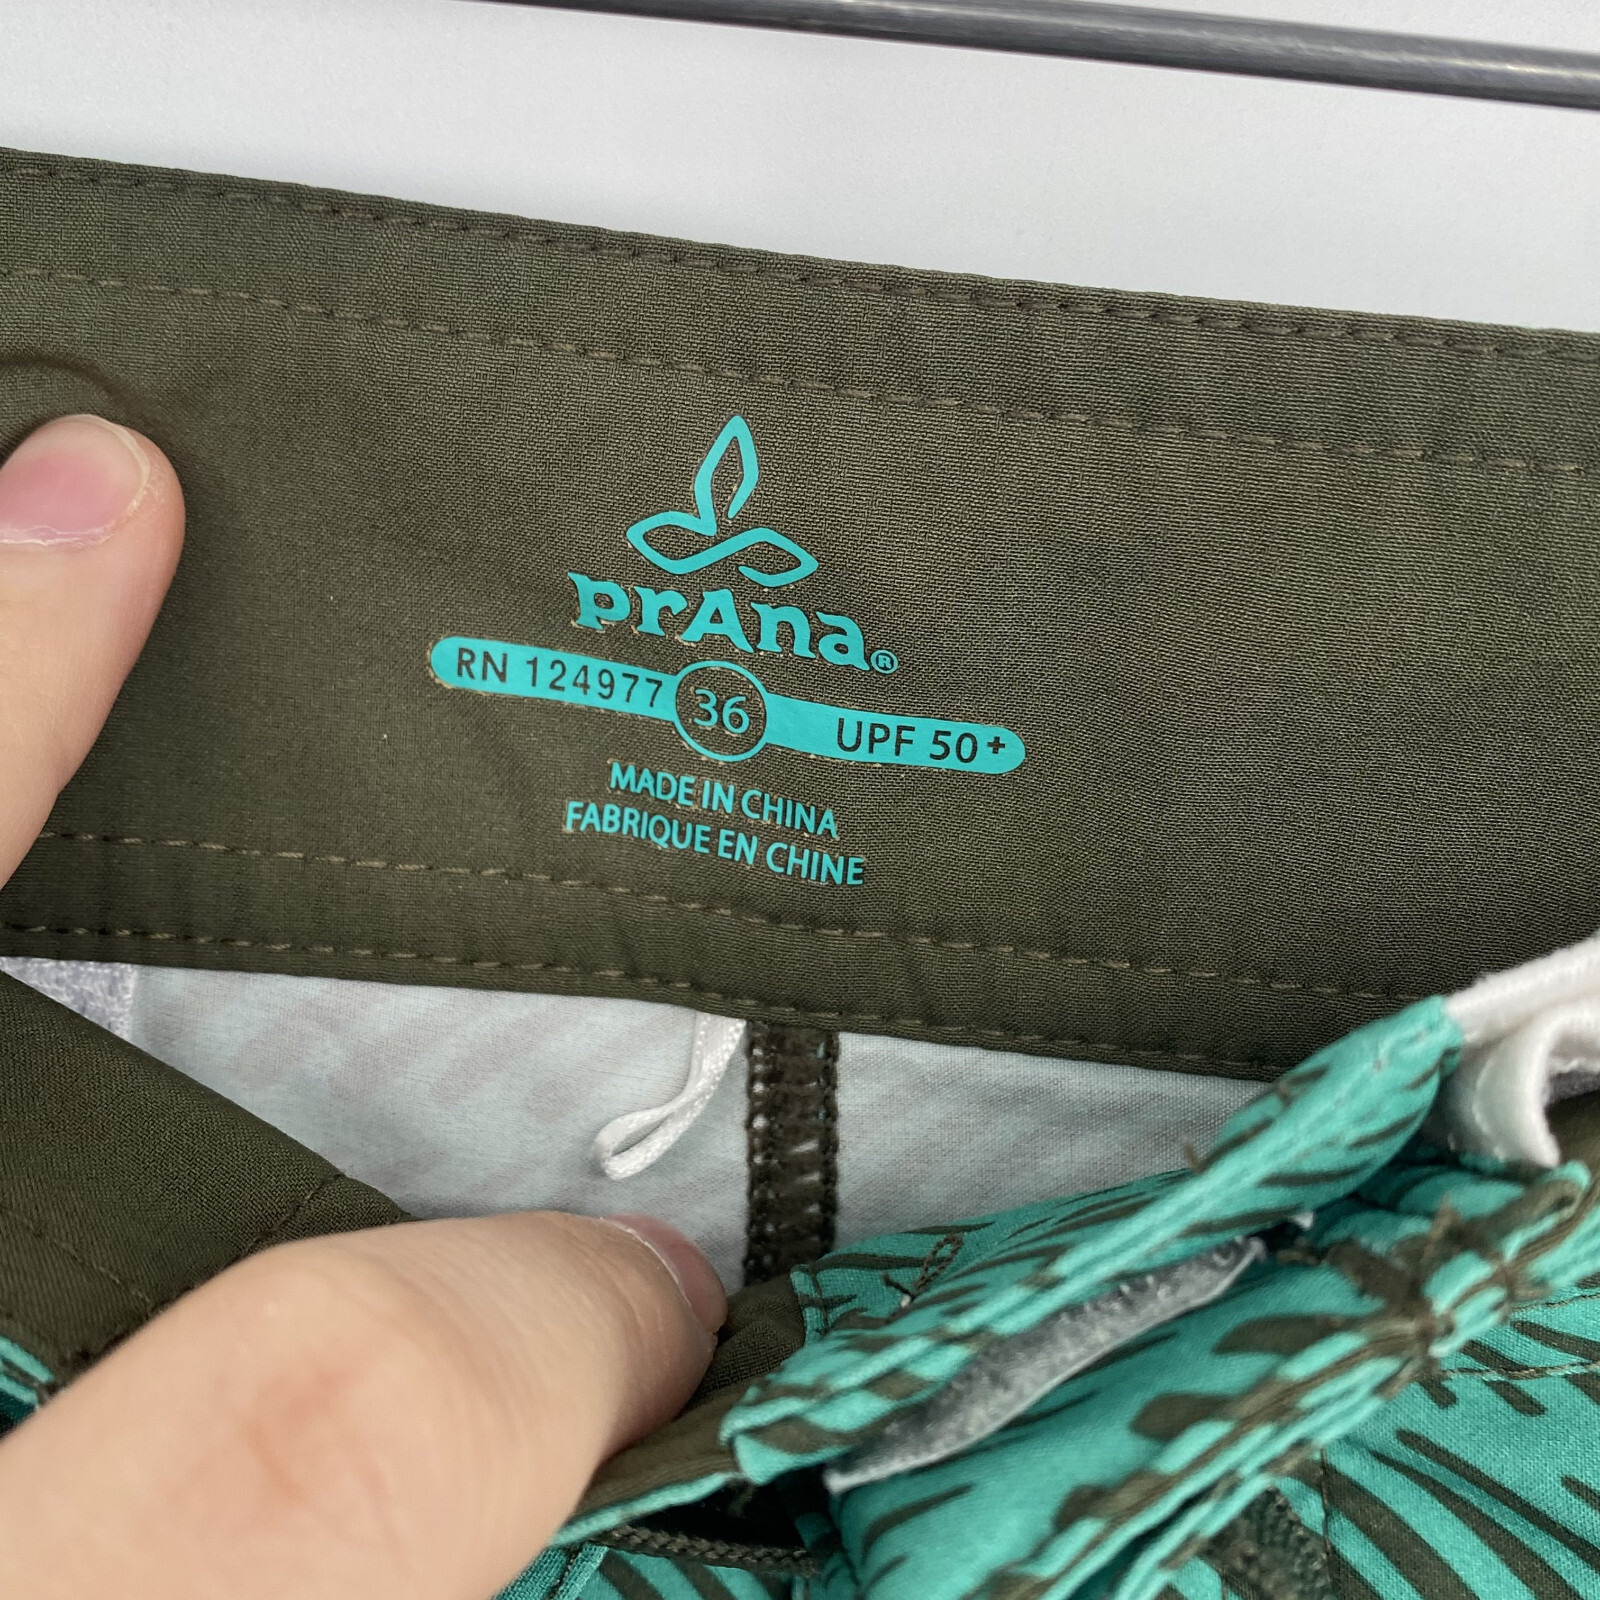 prAna®
RN 124977 36 UPF 50+
MADE IN CHINA
FABRIQUE EN CHINE